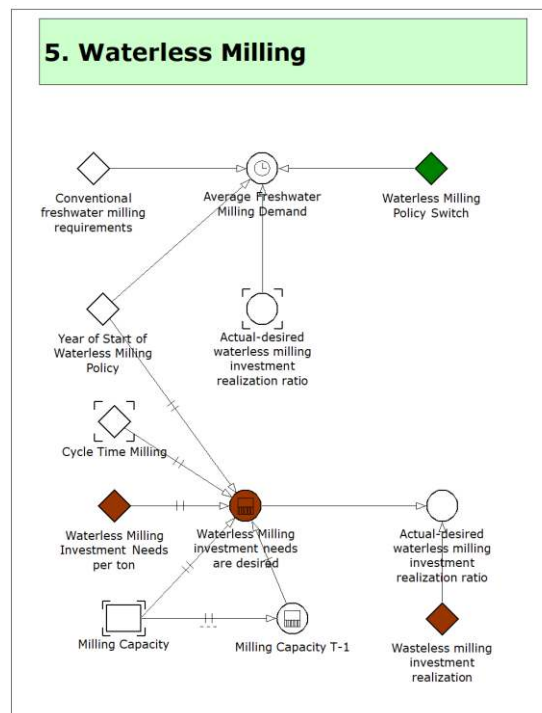 5. Waterless Milling
Conventional
freshwater milling
requirements
Average Freshwater
Milling Demand
Waterless Milling
Policy Switch
Year of Start of
Waterless Milling
Policy
Actual-desired
waterless milling
investment
realization ratio
Cycle Time Milling
Waterless Milling
Investment Needs
per ton
Waterless Milling
investment needs
are desired
Actual-desired
waterless milling
investment
realization ratio
Milling Capacity
Milling Capacity T-1
Wasteless milling
investment
realization